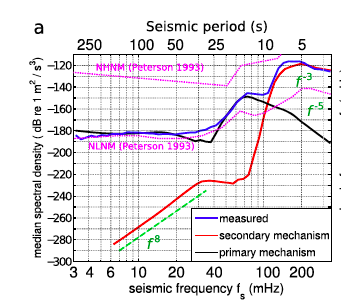 a
Seismic period (s)
250 100 50 25 10 5
median spectral density ( dB re 1 m² / s³)
−120
−140
−160
−180
−200
−220
−240
−260
−280
−300
NHNM (Peterson 1993)
NLNM (Peterson 1993)
f⁻³
f⁻⁵
f⁸
measured
secondary mechanism
primary mechanism
3 4 6 10 20 40 100 200
seismic frequency fₛ (mHz)